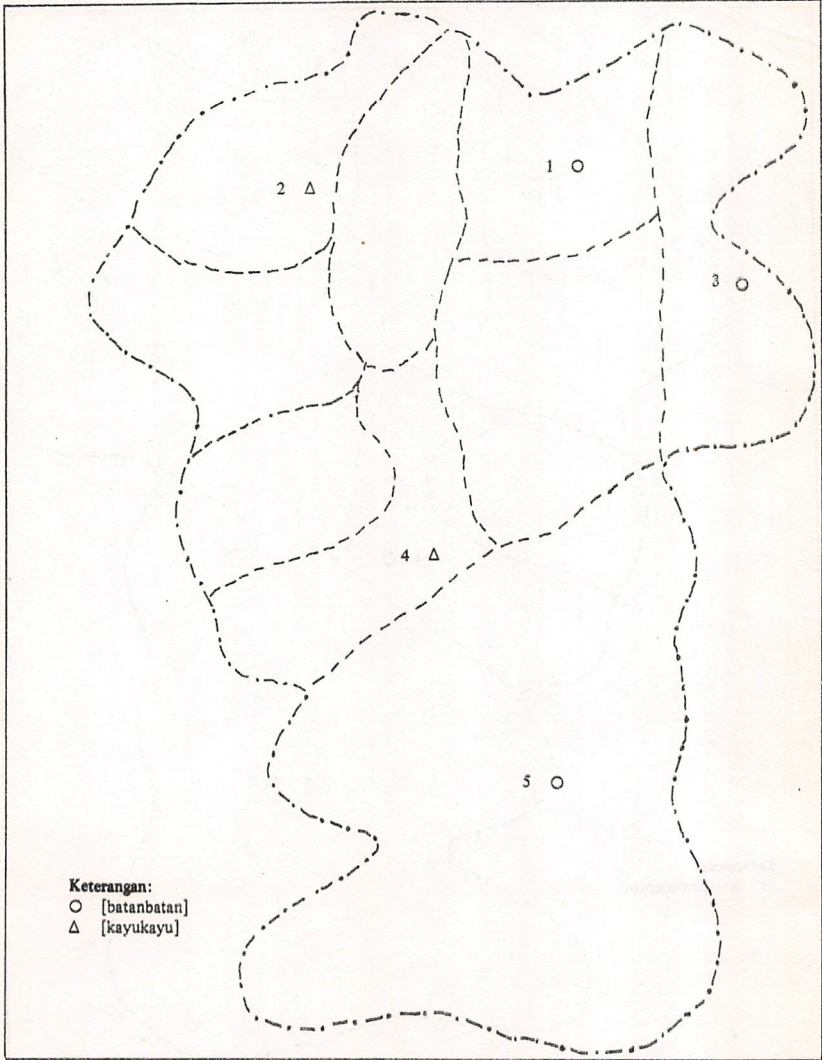 1 ○
2 △
3 ○
4 △
5 ○
Keterangan:
○ [batanbatan]
△ [kayukayu]